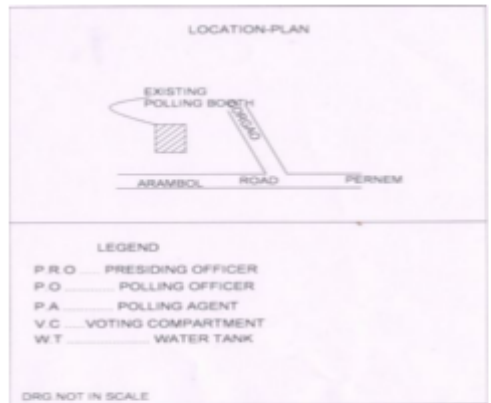 LOCATION-PLAN
EXISTING
POLLING BOOTH
ARAMBOL ROAD PERNEM
LEGEND
P.R.O ..... PRESIDING OFFICER
P.O ............. POLLING OFFICER
P.A ............. POLLING AGENT
V.C .....VOTING COMPARTMENT
W.T ..................... WATER TANK
DRG.NOT IN SCALE